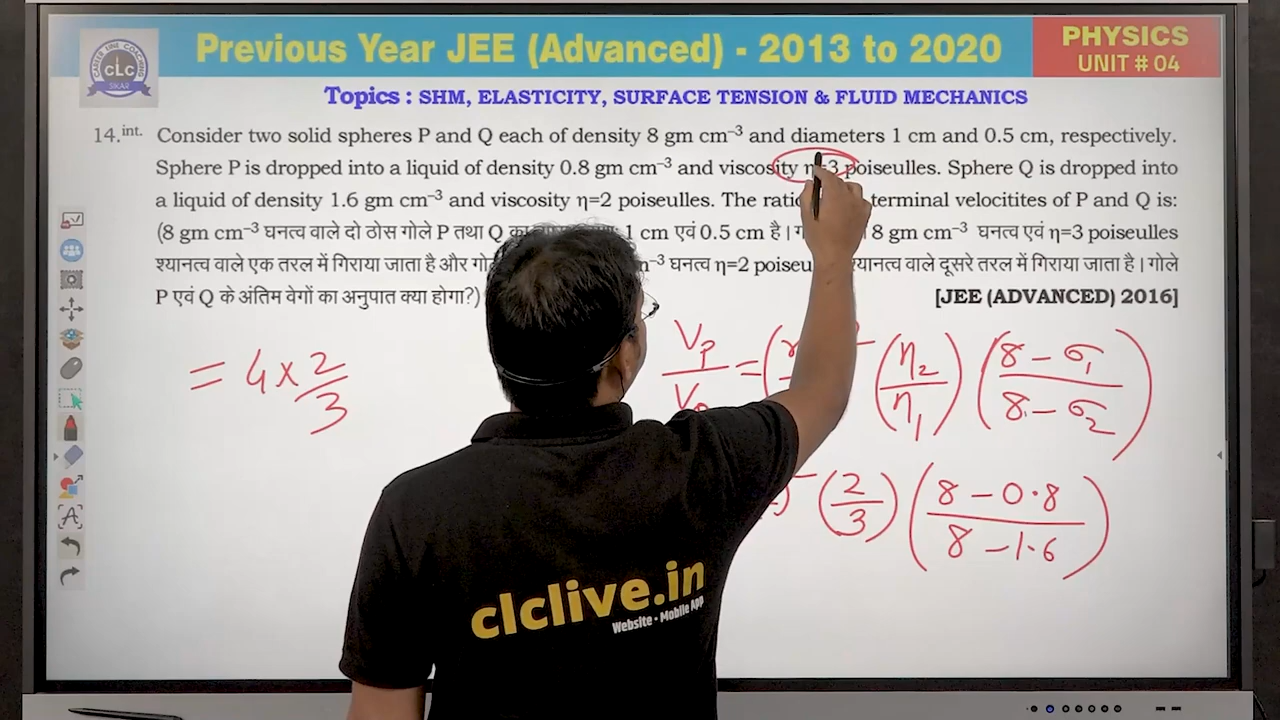 Previous Year JEE (Advanced) - 2013 to 2020
PHYSICS
UNIT # 04
CLC
SIKAR
Topics : SHM, ELASTICITY, SURFACE TENSION & FLUID MECHANICS
14.int. Consider two solid spheres P and Q each of density 8 gm cm⁻³ and diameters 1 cm and 0.5 cm, respectively.
Sphere P is dropped into a liquid of density 0.8 gm cm⁻³ and viscosity η=3 poiseulles. Sphere Q is dropped into
a liquid of density 1.6 gm cm⁻³ and viscosity η=2 poiseulles. The terminal velocitites of P and Q is:
(8 gm cm⁻³ घनत्व वाले दो ठोस गोले P तथा Q 1 cm एवं 0.5 cm है। 8 gm cm⁻³ घनत्व एवं η=3 poiseulles
श्यानत्व वाले एक तरल में गिराया जाता है और घनत्व η=2 श्यानत्व वाले दूसरे तरल में गिराया जाता है। गोले
P एवं Q के अंतिम वेगों का अनुपात क्या होगा?)
[JEE (ADVANCED) 2016]
= 4 × 2/3
V_P / = (η₂/η₁) ((8 – σ₁)/(8 – σ₂))
(2/3) ((8 – 0.8)/(8 – 1.6))
clclive.in
Website • Mobile App